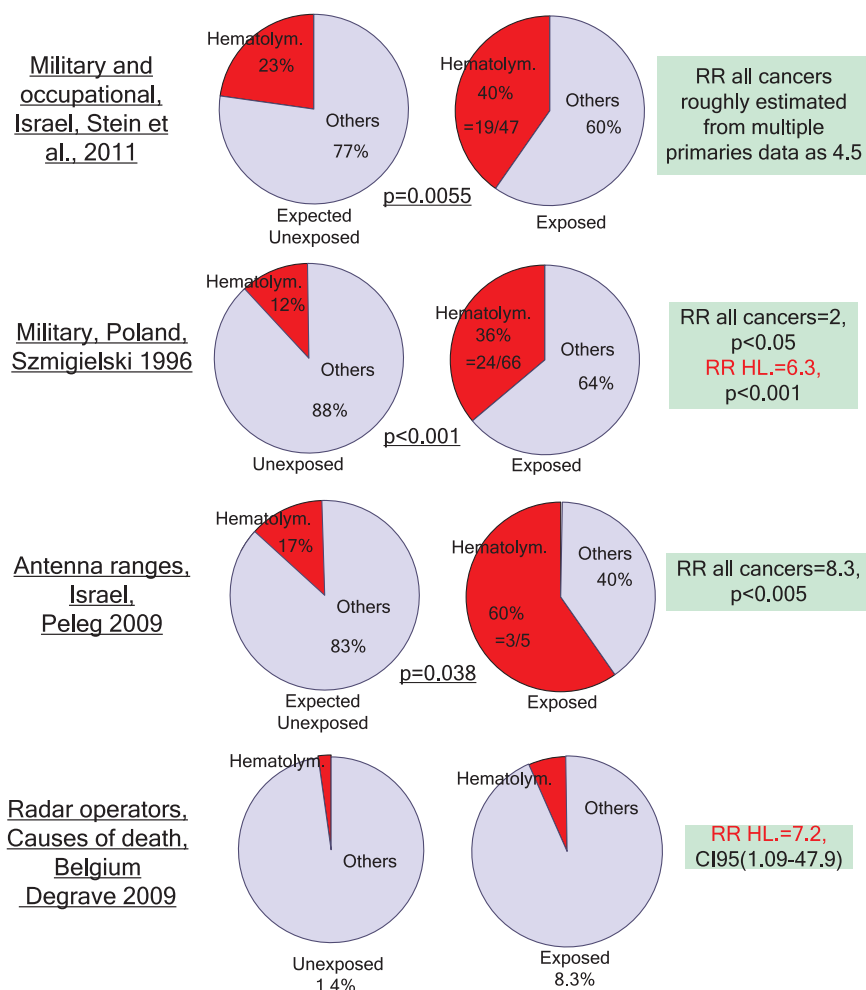 Military and
occupational,
Israel, Stein et
al., 2011
Hematolym.
23%
Others
77%
Expected
Unexposed
p=0.0055
Hematolym.
40%
=19/47
Others
60%
Exposed
RR all cancers
roughly estimated
from multiple
primaries data as 4.5
Military, Poland,
Szmigielski 1996
Hematolym.
12%
Others
88%
Unexposed
p<0.001
Hematolym.
36%
=24/66
Others
64%
Exposed
RR all cancers=2,
p<0.05
RR HL.=6.3,
p<0.001
Antenna ranges,
Israel,
Peleg 2009
Hematolym.
17%
Others
83%
Expected
Unexposed
p=0.038
Hematolym.
60%
=3/5
Others
40%
Exposed
RR all cancers=8.3,
p<0.005
Radar operators,
Causes of death,
Belgium
Degrave 2009
Hematolym.
Others
Unexposed
1.4%
Hematolym.
Others
Exposed
8.3%
RR HL.=7.2,
CI95(1.09-47.9)